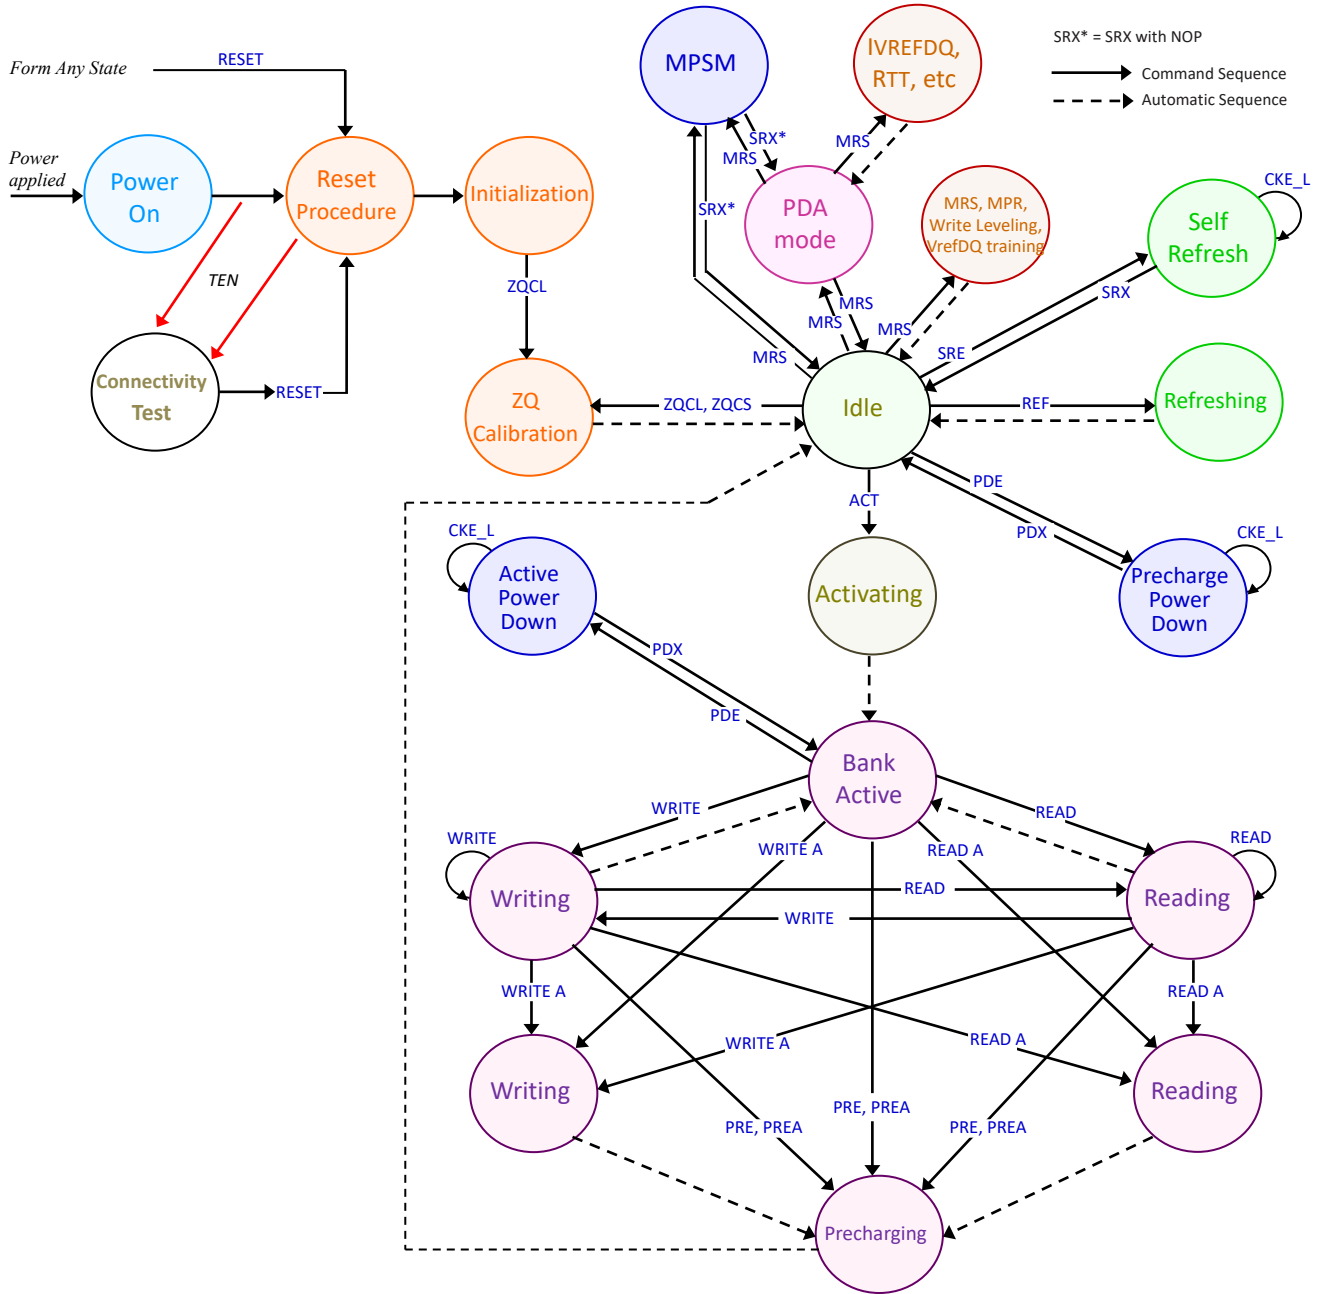 SRX* = SRX with NOP
Command Sequence
Automatic Sequence
Form Any State
RESET
Power
applied
Power
On
Reset
Procedure
Initialization
TEN
ZQCL
Connectivity
Test
RESET
ZQ
Calibration
MPSM
IVREFDQ,
RTT, etc
SRX*
MRS
MRS
SRX*
PDA
mode
MRS, MPR,
Write Leveling,
VrefDQ training
CKE_L
Self
Refresh
MRS
MRS
MRS
MRS
SRE
SRX
ZQCL, ZQCS
Idle
REF
Refreshing
ACT
PDE
PDX
CKE_L
Active
Power
Down
Activating
CKE_L
Precharge
Power
Down
PDX
PDE
Bank
Active
WRITE
READ
WRITE
WRITE A
READ A
READ
Writing
READ
Reading
WRITE
WRITE A
READ A
WRITE A
READ A
Writing
Reading
PRE, PREA
PRE, PREA
PRE, PREA
Precharging